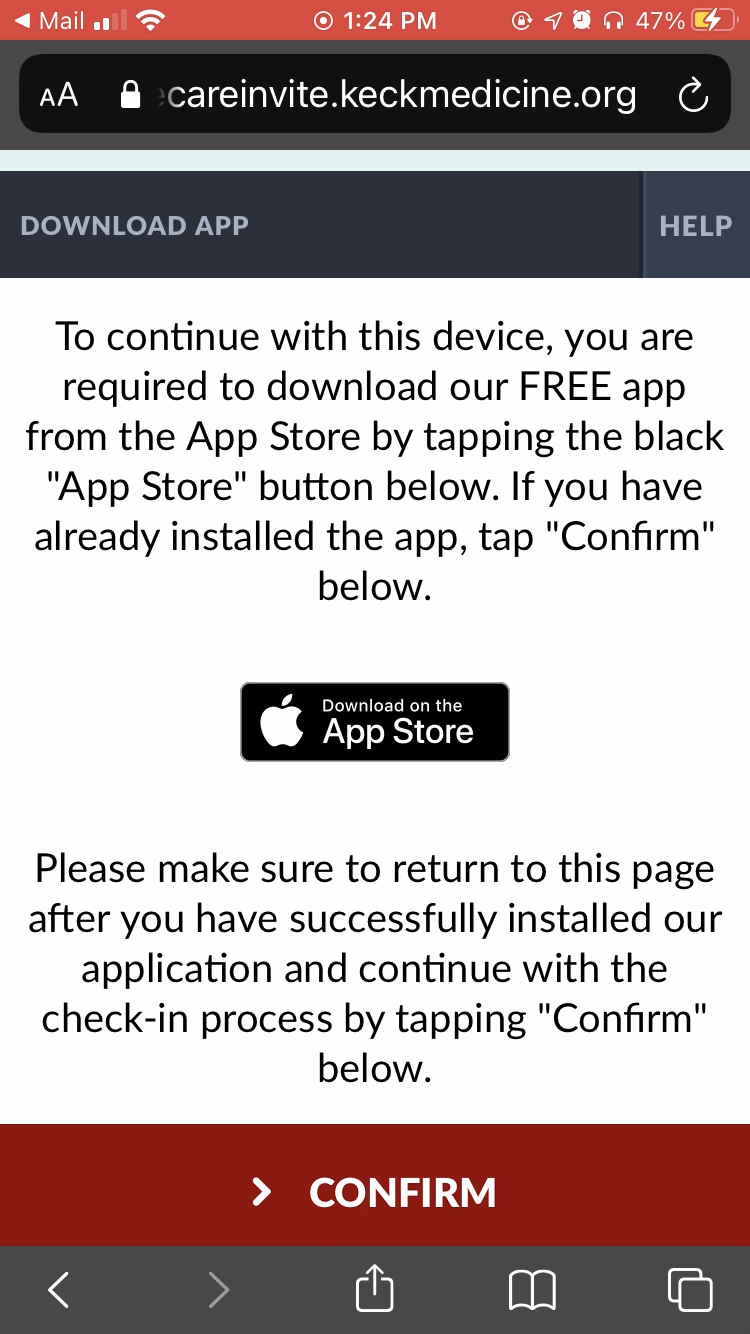 Mail 1:24 PM 47%
AA careinvite.keckmedicine.org
DOWNLOAD APP HELP
To continue with this device, you are
required to download our FREE app
from the App Store by tapping the black
"App Store" button below. If you have
already installed the app, tap "Confirm"
below.
Download on the
App Store
Please make sure to return to this page
after you have successfully installed our
application and continue with the
check-in process by tapping "Confirm"
below.
CONFIRM